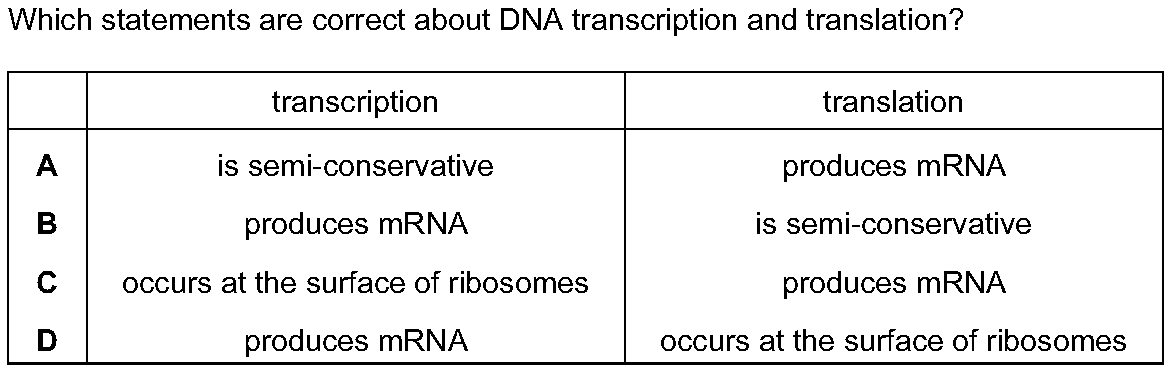 Which statements are correct about DNA transcription and translation?
transcription translation
A is semi-conservative produces mRNA
B produces mRNA is semi-conservative
C occurs at the surface of ribosomes produces mRNA
D produces mRNA occurs at the surface of ribosomes